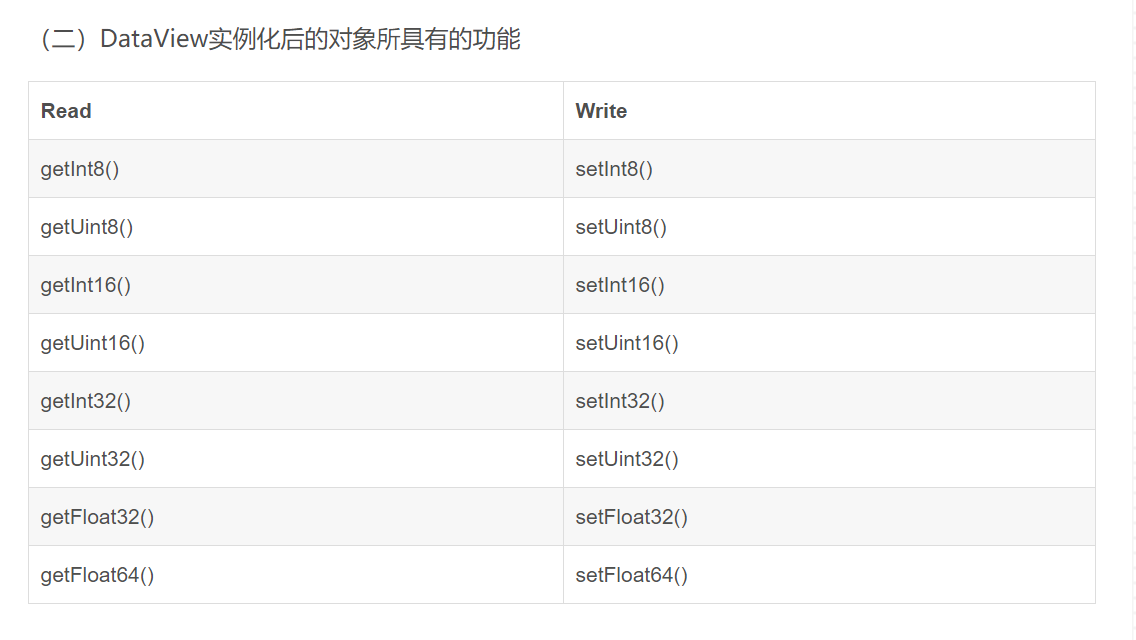 （二）DataView实例化后的对象所具有的功能
Read Write
getInt8() setInt8()
getUint8() setUint8()
getInt16() setInt16()
getUint16() setUint16()
getInt32() setInt32()
getUint32() setUint32()
getFloat32() setFloat32()
getFloat64() setFloat64()